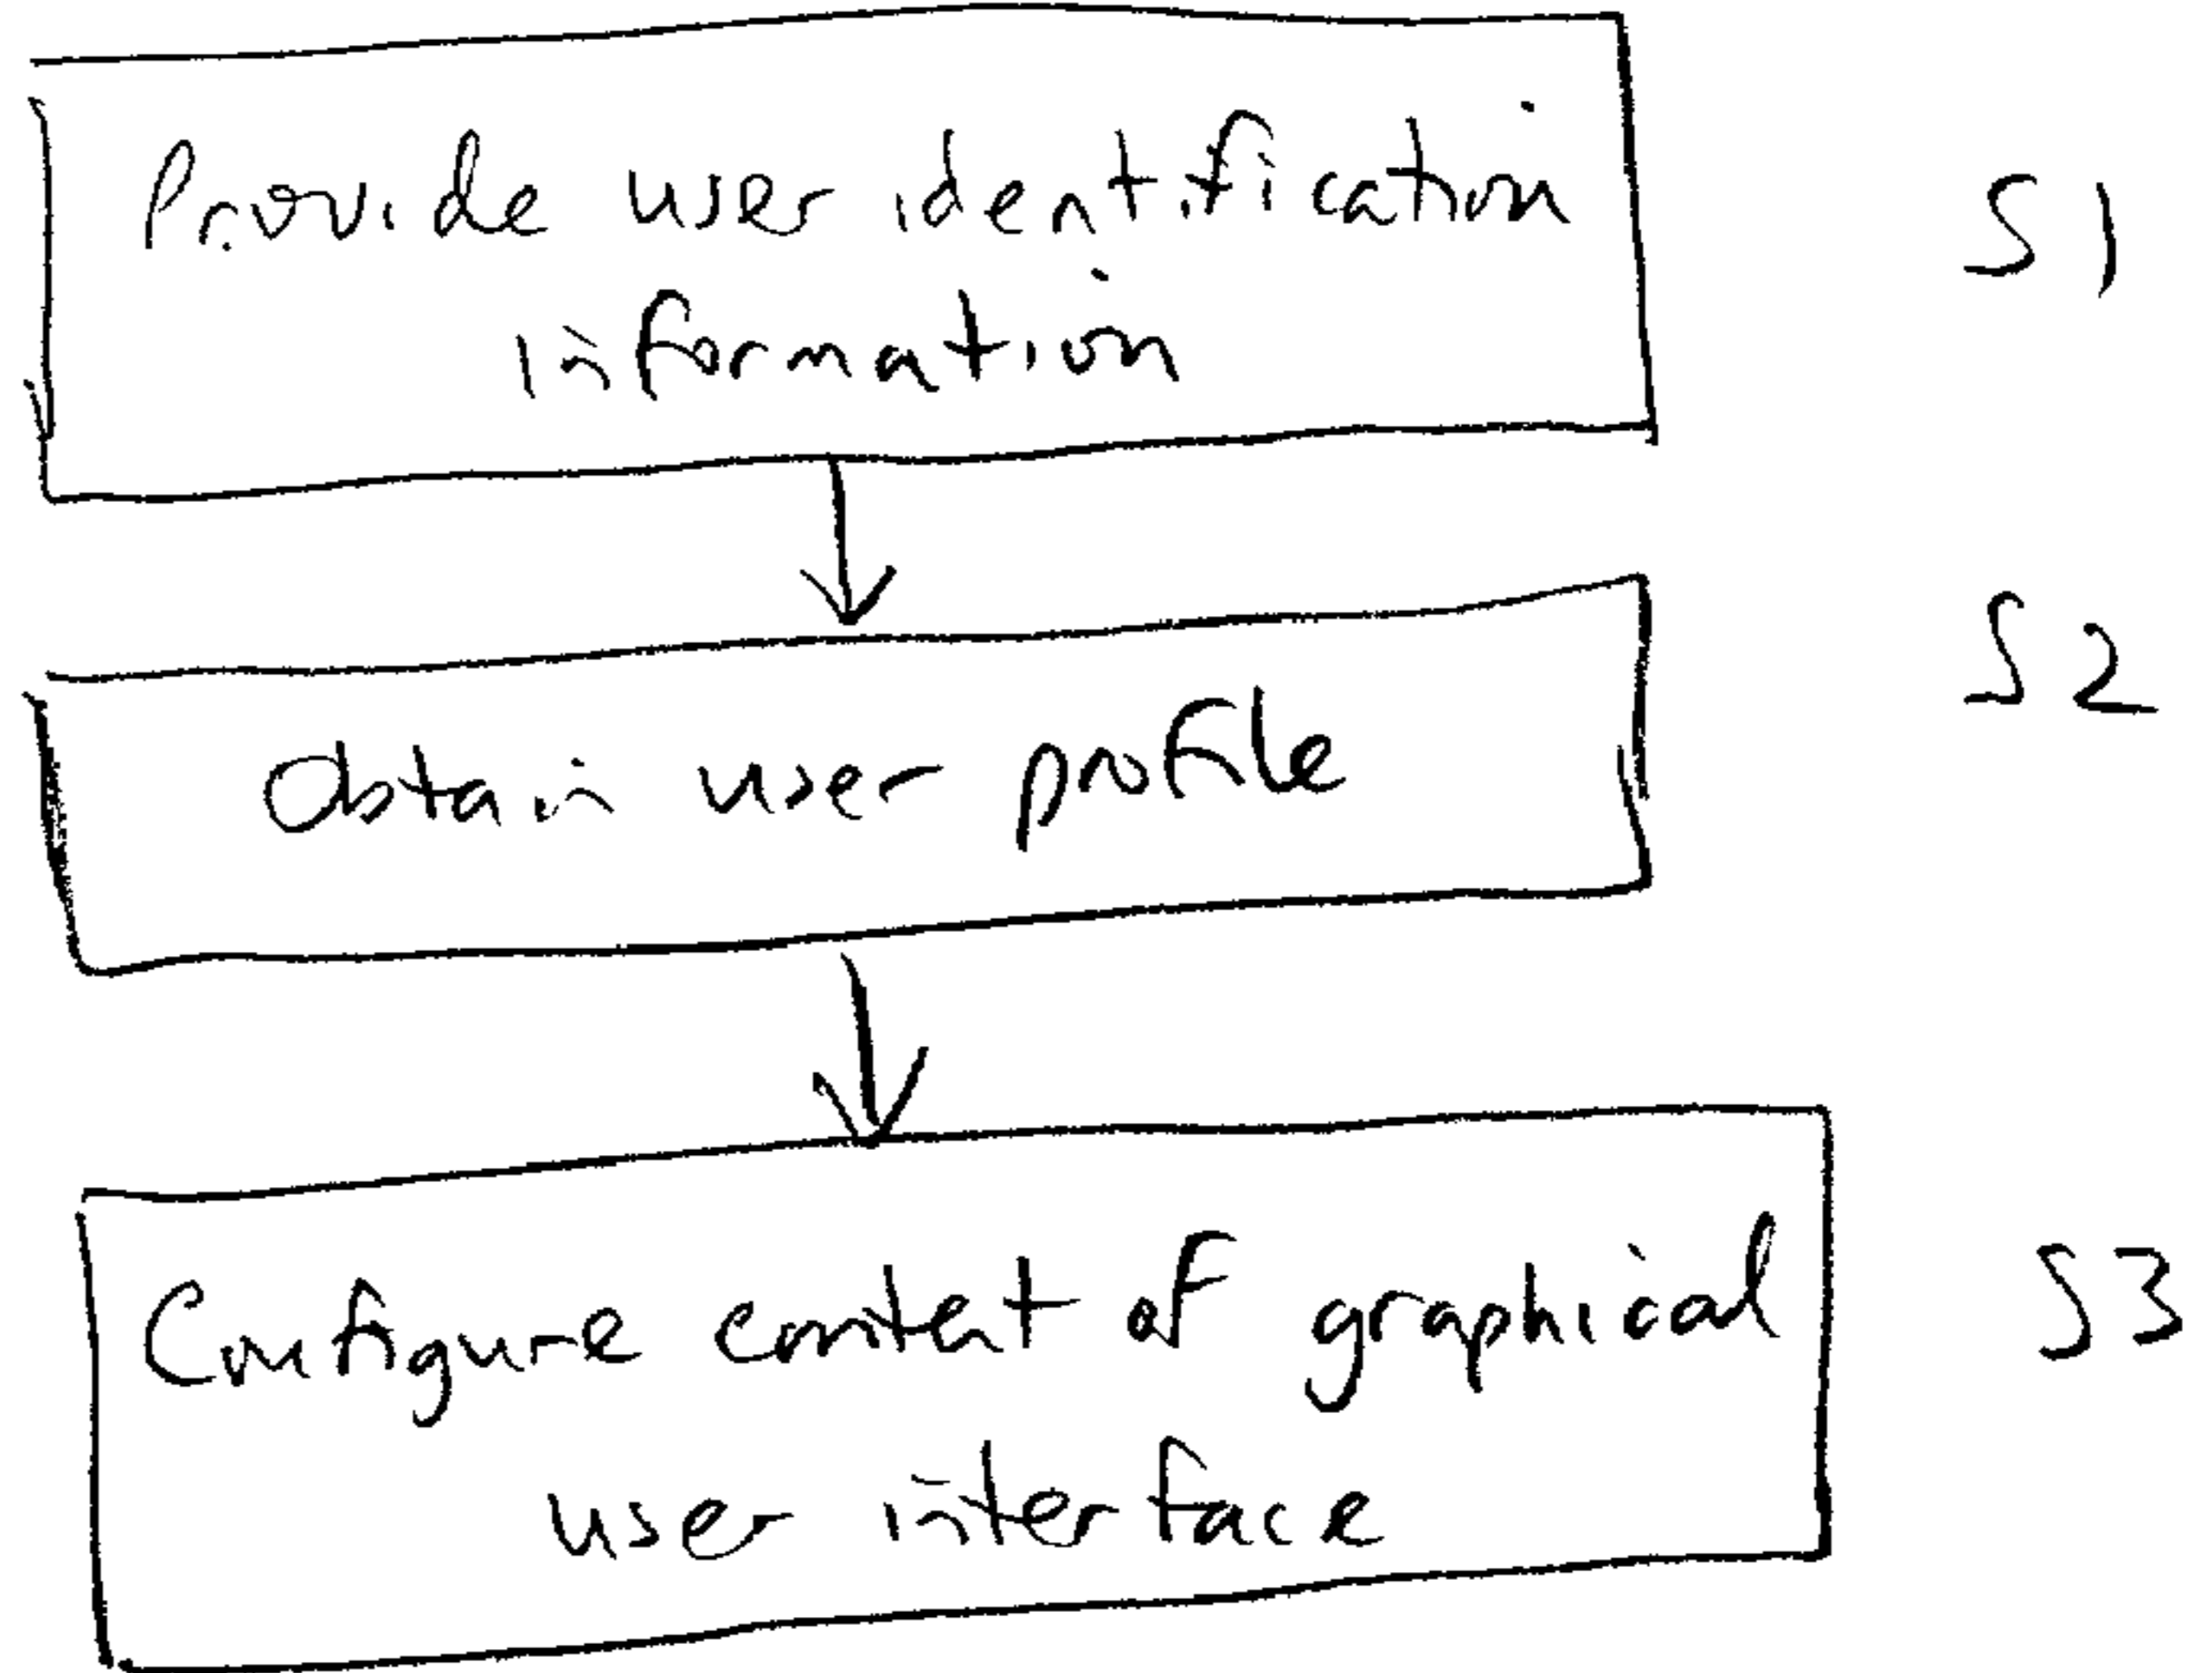 Provide user identification
information
S1
Obtain user profile
S2
Configure content of graphical
user interface
S3